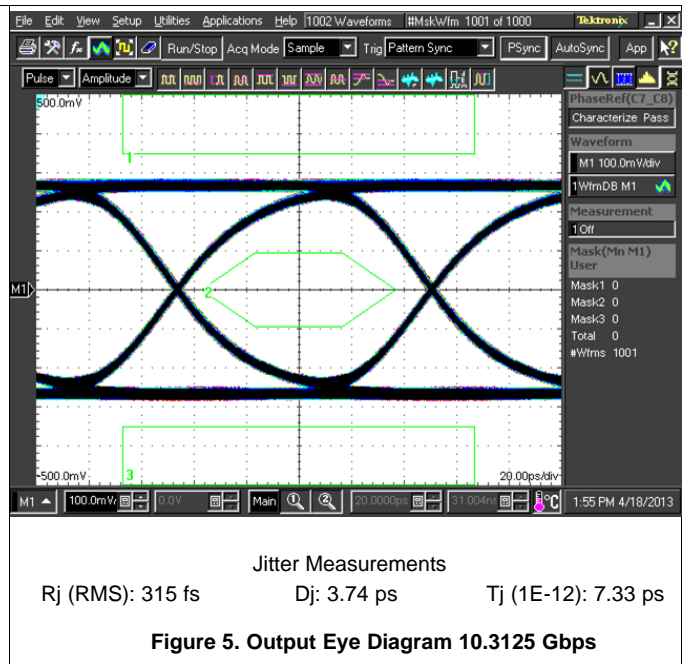 File Edit View Setup Utilities Applications Help 1002 Waveforms #MskWfm 1001 of 1000 Tektronix
Run/Stop Acq Mode Sample Trig Pattern Sync PSync AutoSync App
Pulse Amplitude
500.0mV
PhaseRef(C7_C8)
Characterize Pass
Waveform
M1 100.0mV/div
1WfmDB M1
Measurement
1 Off
Mask(Mn M1)
User
Mask1 0
Mask2 0
Mask3 0
Total 0
#Wfms 1001
1
M1
2
3
-500.0mV
20.00ps/div
M1 100.0mV/ 0.0V Main 1 2 20.0000ps 31.004ns °C 1:55 PM 4/18/2013
Jitter Measurements
Rj (RMS): 315 fs Dj: 3.74 ps Tj (1E-12): 7.33 ps
Figure 5. Output Eye Diagram 10.3125 Gbps